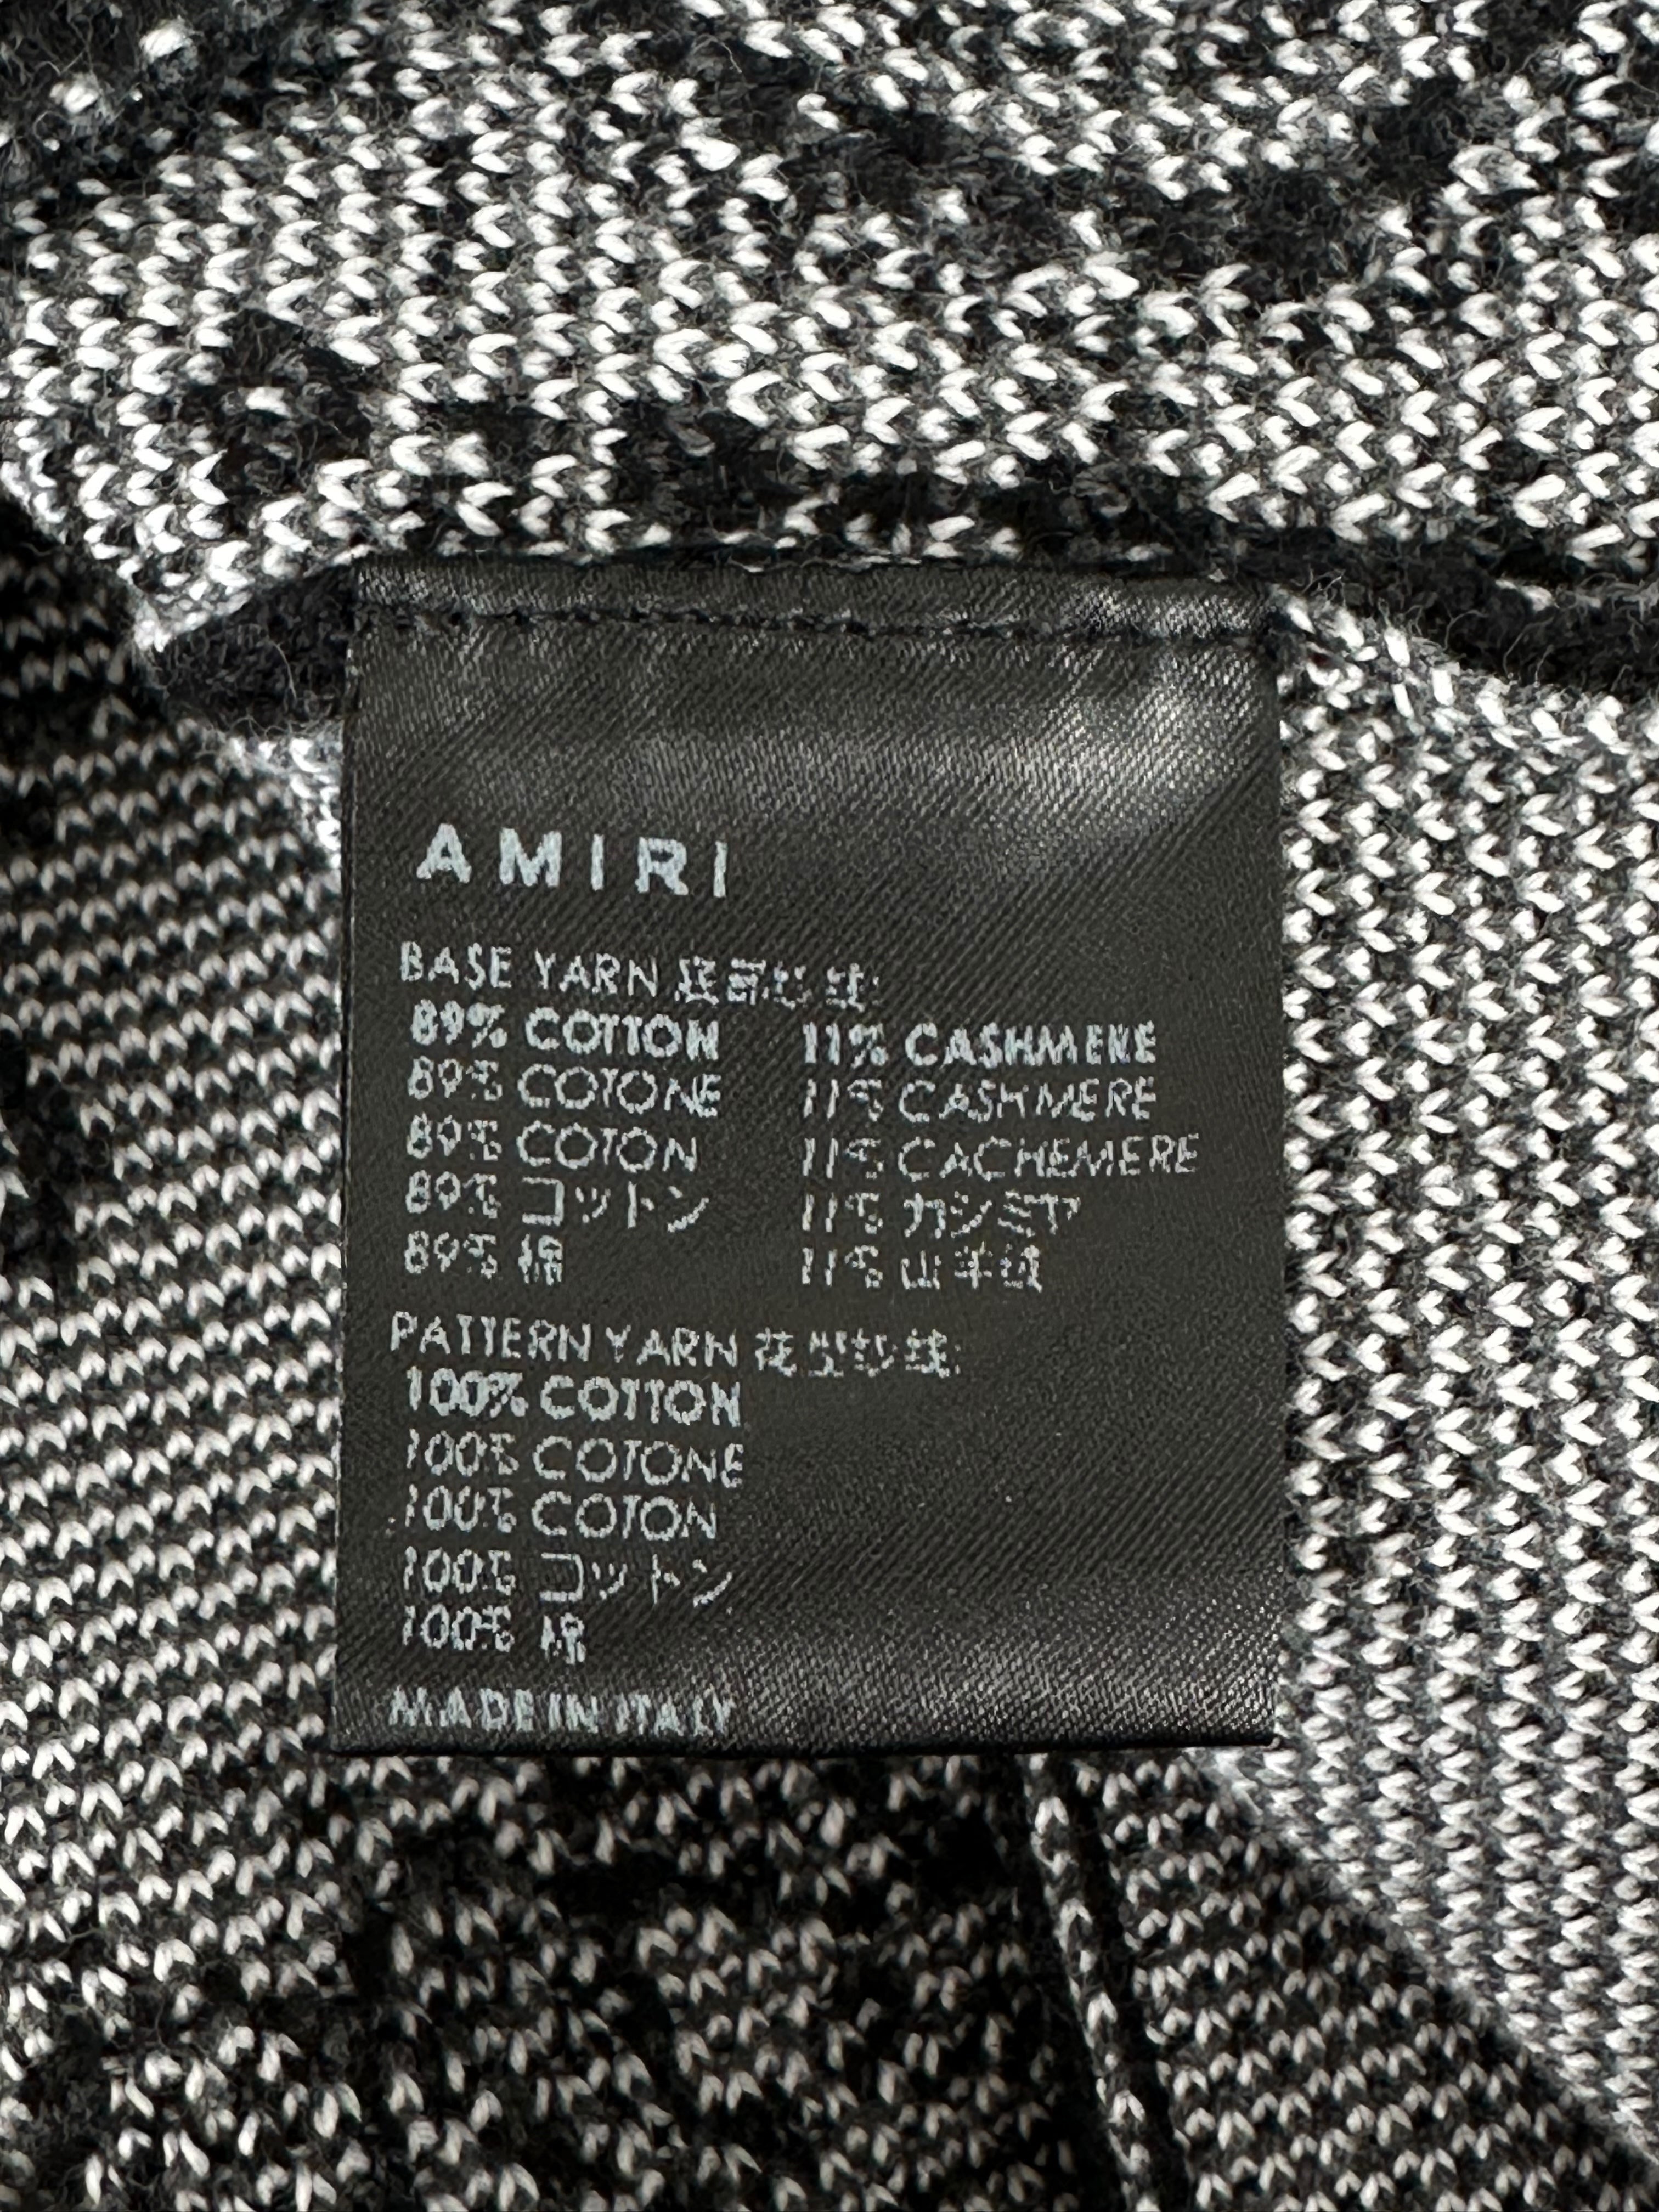 AMIRI
BASE YARN 底部纱线:
89% COTTON 11% CASHMERE
89% COTONE 11% CASHMERE
89% COTON 11% CACHEMERE
89% コットン 11% カシミヤ
89% 棉 11% 山羊绒
PATTERN YARN 花型纱线:
100% COTTON
100% COTONE
100% COTON
100% コットン
100% 棉
MADE IN ITALY